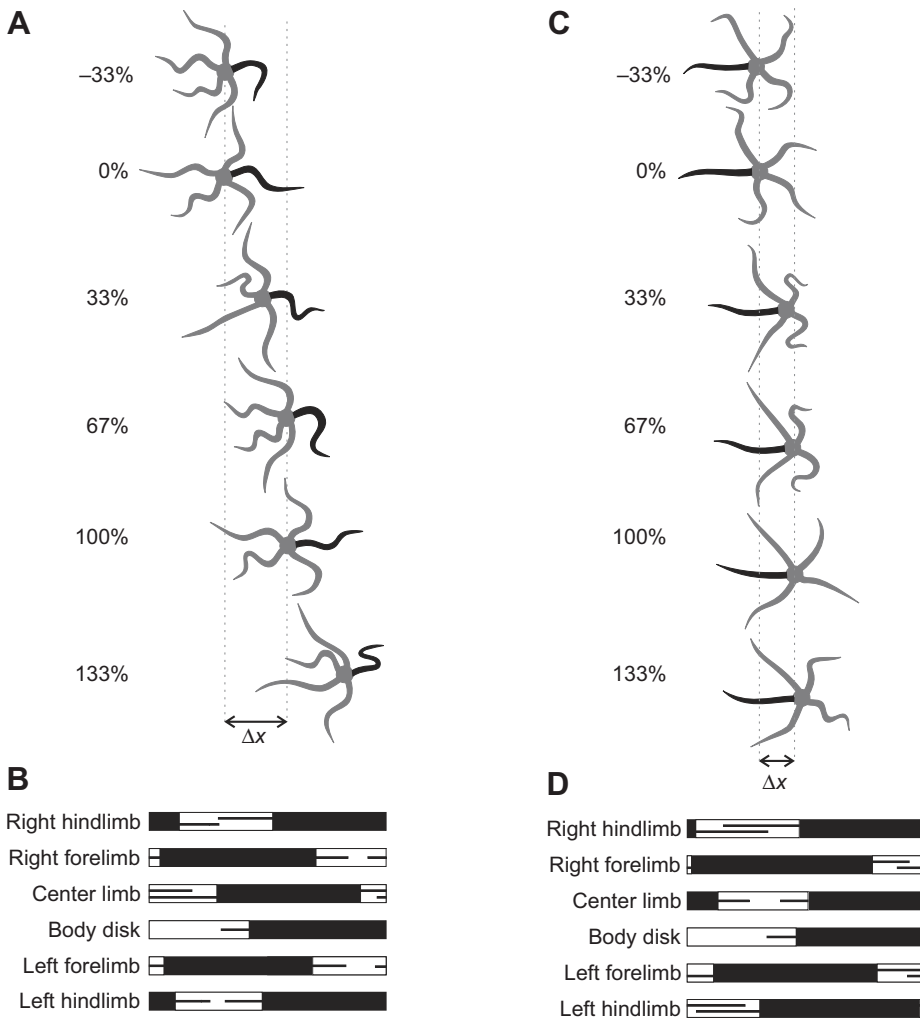 A
–33%
0%
33%
67%
100%
133%
Δx
B
Right hindlimb
Right forelimb
Center limb
Body disk
Left forelimb
Left hindlimb
C
–33%
0%
33%
67%
100%
133%
Δx
D
Right hindlimb
Right forelimb
Center limb
Body disk
Left forelimb
Left hindlimb